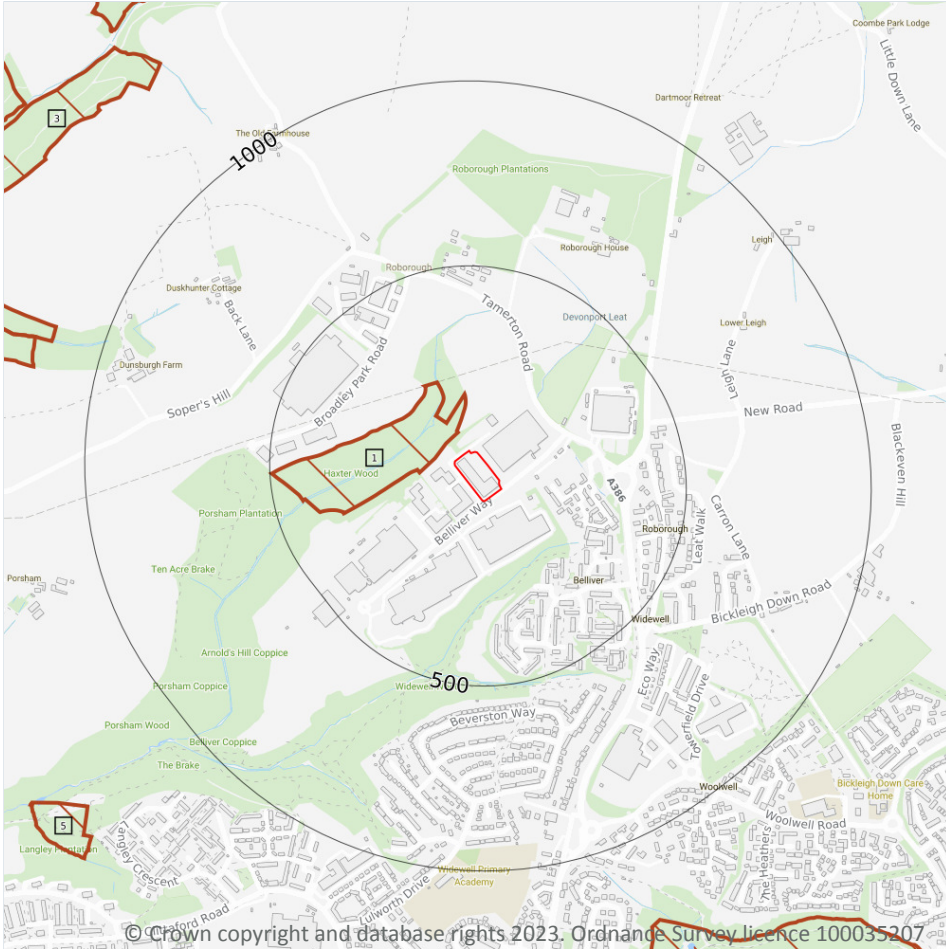 Coombe Park Lodge
Little Down Lane
Dartmoor Retreat
3
The Old Farmhouse
1000
Roborough Plantations
Roborough House
Leigh
Roborough
Duskhunter Cottage
Back Lane
Tamerton Road
Devonport Leat
Lower Leigh
Dunsburgh Farm
Broadley Park Road
Leigh Lane
Soper's Hill
New Road
Blackeven Hill
1
Haxter Wood
A386
Porsham Plantation
Belliver Way
Carron Lane
Roborough
Leat Walk
Ten Acre Brake
Porsham
Belliver
Bickleigh Down Road
Widewell
Arnold's Hill Coppice
Eco Way
Porsham Coppice
500
Beverston Way
Towerfield Drive
Porsham Wood
Belliver Coppice
The Brake
Woolwell
Bickleigh Down Care
Home
5
Langley Plantation
Langley Crescent
Woolwell Road
The Heathers
Widewell Primary
Academy
Lulworth Drive
© Crown copyright and database rights 2023. Ordnance Survey licence 100035207.